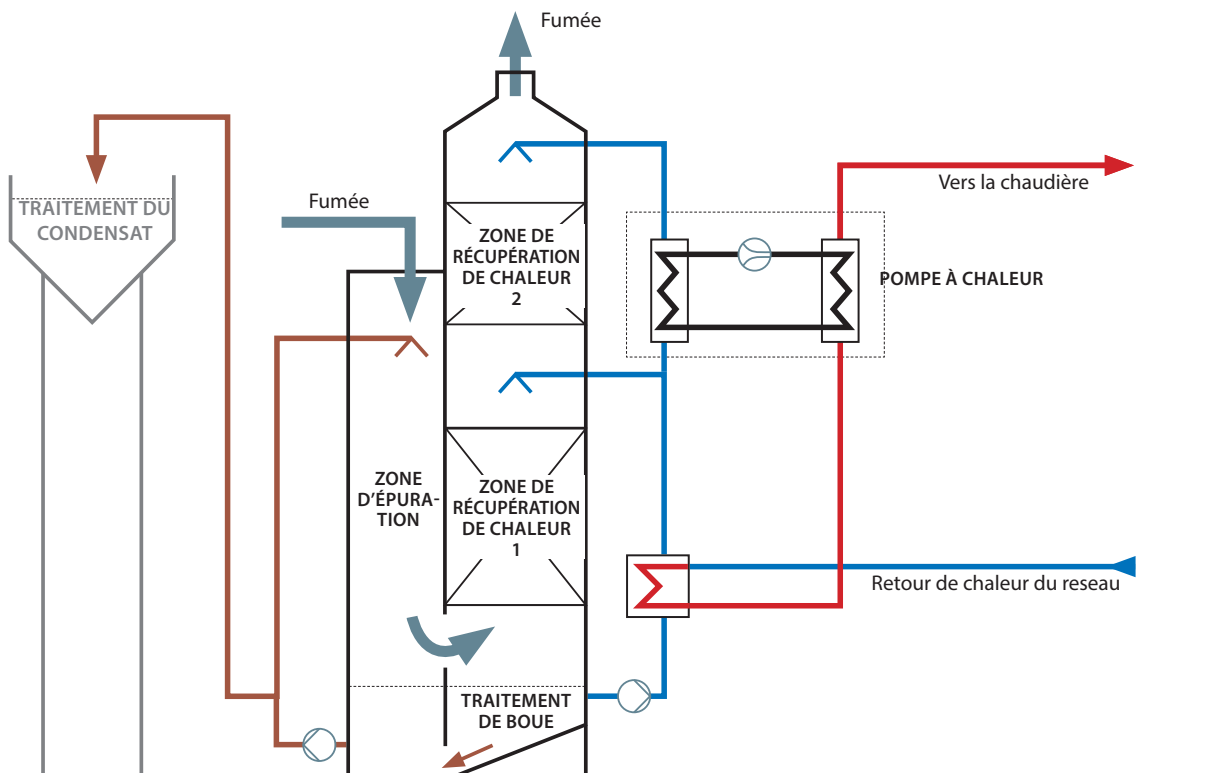 Fumée
Vers la chaudière
TRAITEMENT DU
CONDENSAT
Fumée
ZONE DE
RÉCUPÉRATION
DE CHALEUR
2
POMPE À CHALEUR
ZONE
D'ÉPURA-
TION
ZONE DE
RÉCUPÉRATION
DE CHALEUR
1
Retour de chaleur du reseau
TRAITEMENT
DE BOUE